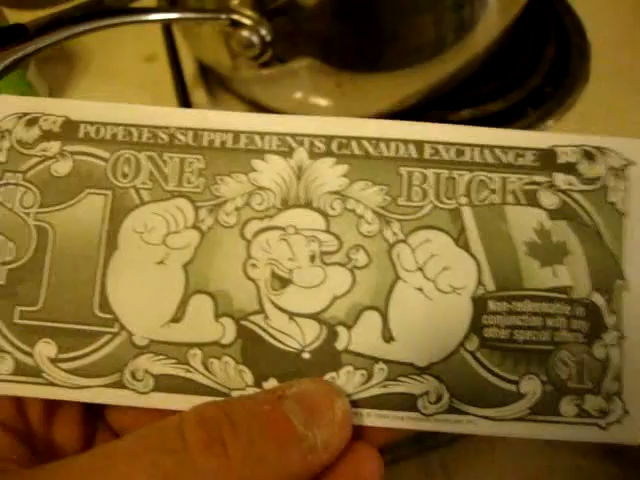 POPEYE'S SUPPLEMENTS CANADA EXCHANGE
ONE BUCK
$1
Not redeemable in
conjunction with any
other special offers.
$1